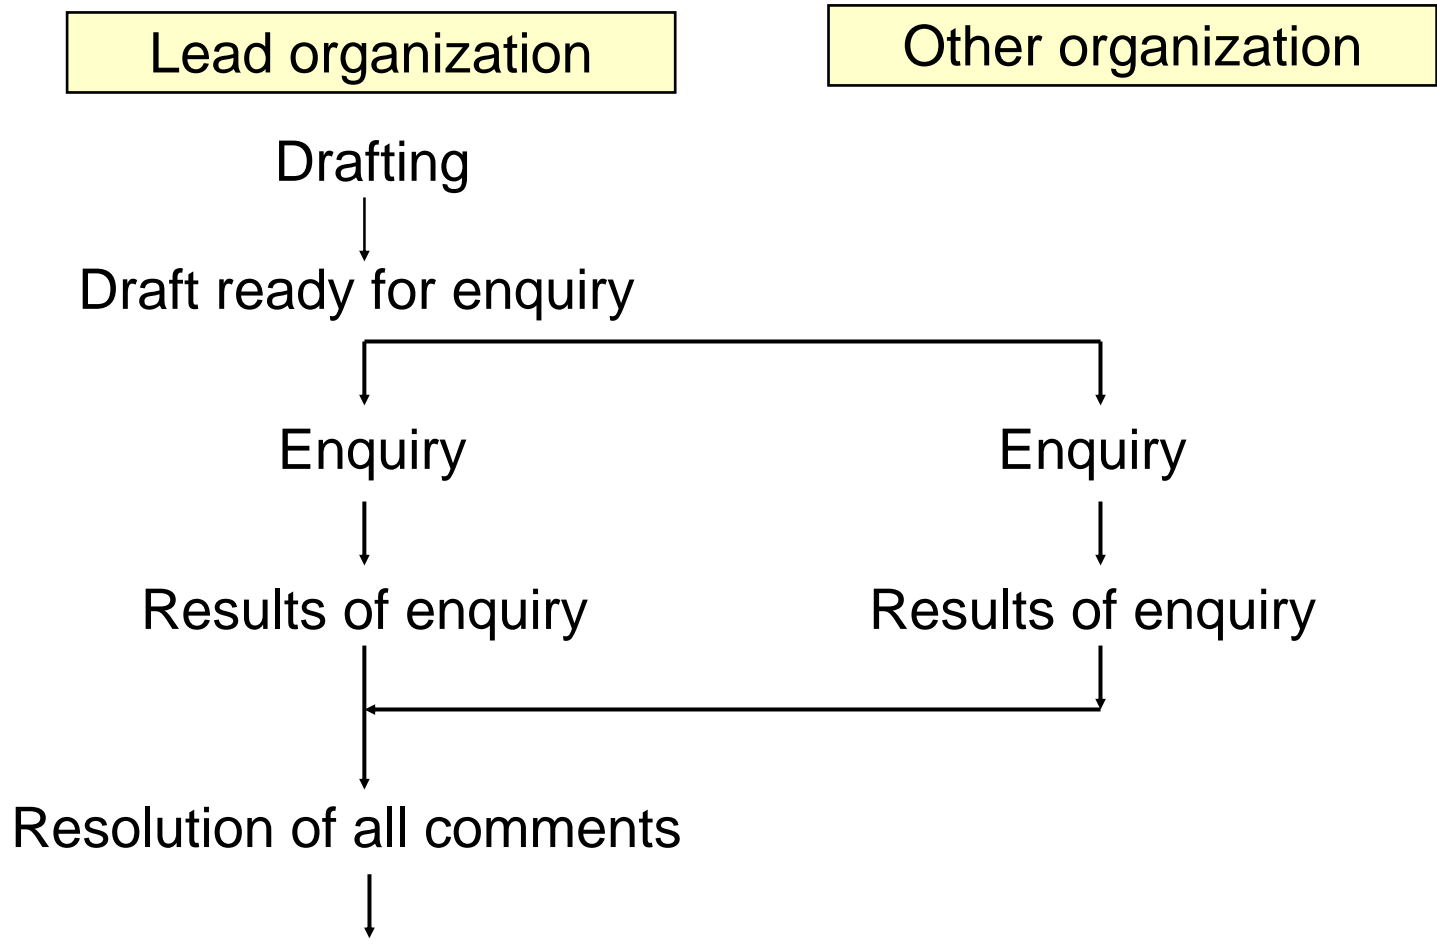 Lead organization
Other organization
Drafting
Draft ready for enquiry
Enquiry
Enquiry
Results of enquiry
Results of enquiry
Resolution of all comments